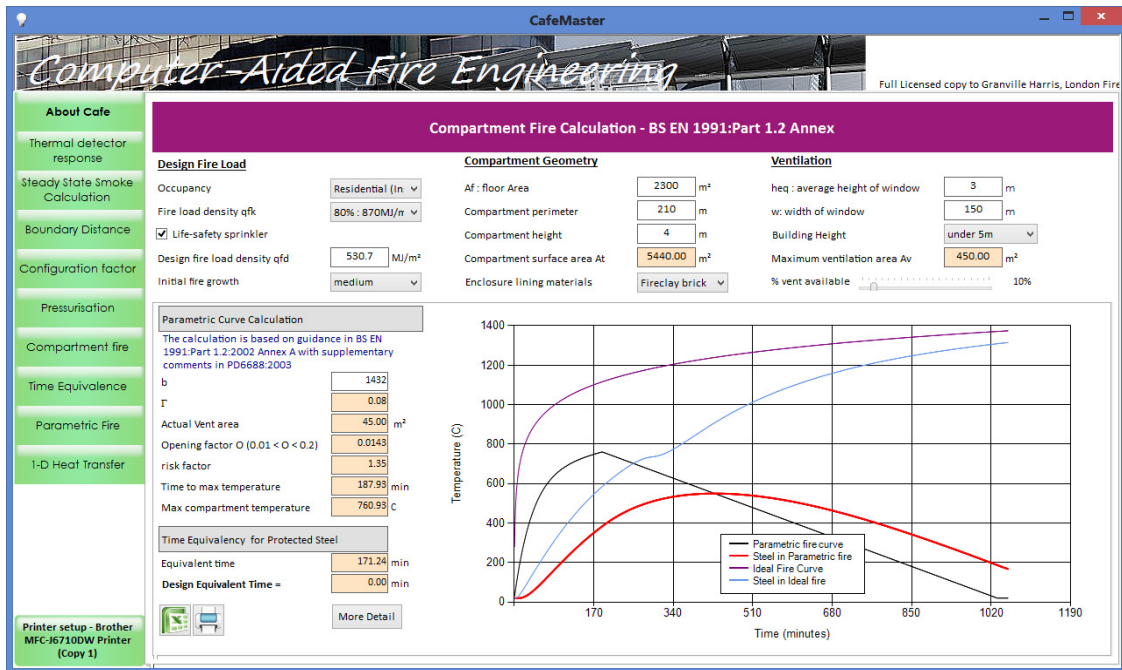 CafeMaster
Computer-Aided Fire Engineering
Full Licensed copy to Granville Harris, London Fire
About Cafe
Thermal detector
response
Steady State Smoke
Calculation
Boundary Distance
Configuration factor
Pressurisation
Compartment fire
Time Equivalence
Parametric Fire
1-D Heat Transfer
Printer setup - Brother
MFC-J6710DW Printer
(Copy 1)
Compartment Fire Calculation - BS EN 1991:Part 1.2 Annex
Design Fire Load
Occupancy Residential (In
Fire load density qfk 80% : 870MJ/m
Life-safety sprinkler
Design fire load density qfd 530.7 MJ/m²
Initial fire growth medium
Compartment Geometry
Af : floor Area 2300 m²
Compartment perimeter 210 m
Compartment height 4 m
Compartment surface area At 5440.00 m²
Enclosure lining materials Fireclay brick
Ventilation
heq : average height of window 3 m
w: width of window 150 m
Building Height under 5m
Maximum ventilation area Av 450.00 m²
% vent available 10%
Parametric Curve Calculation
The calculation is based on guidance in BS EN
1991:Part 1.2:2002 Annex A with supplementary
comments in PD6688:2003
b 1432
Γ 0.08
Actual Vent area 45.00 m²
Opening factor O (0.01 < O < 0.2) 0.0143
risk factor 1.35
Time to max temperature 187.93 min
Max compartment temperature 760.93 C
Time Equivalency for Protected Steel
Equivalent time 171.24 min
Design Equivalent Time = 0.00 min
More Detail
Temperature (C)
1400
1200
1000
800
600
400
200
0
Parametric fire curve
Steel in Parametric fire
Ideal Fire Curve
Steel in Ideal fire
170 340 510 660 850 1020 1190
Time (minutes)